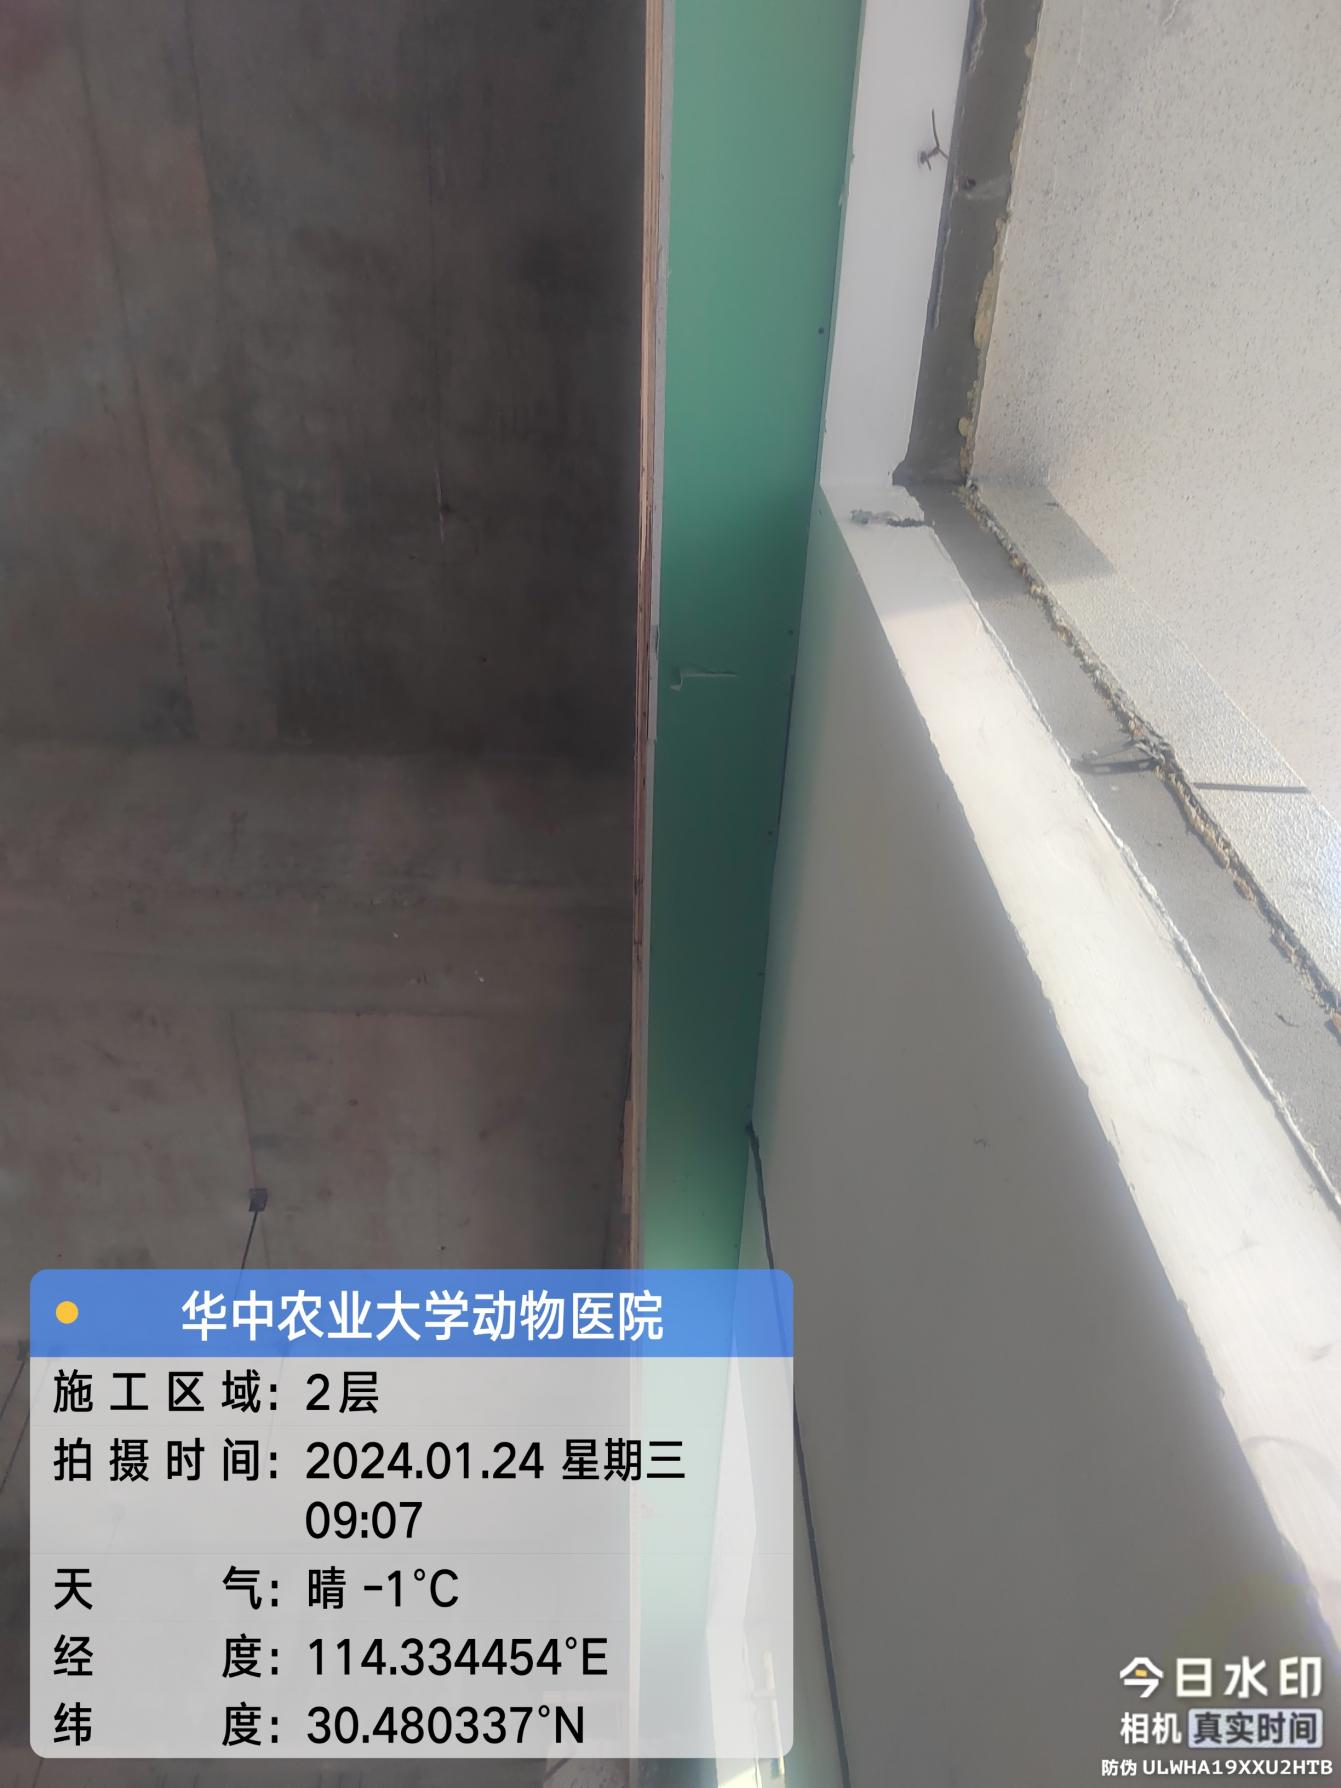 华中农业大学动物医院
施工区域：2层
拍摄时间：2024.01.24 星期三
09:07
天气：晴 -1℃
经度：114.334454°E
纬度：30.480337°N
今日水印
相机 真实时间
防伪 ULWHA19XXU2HTB